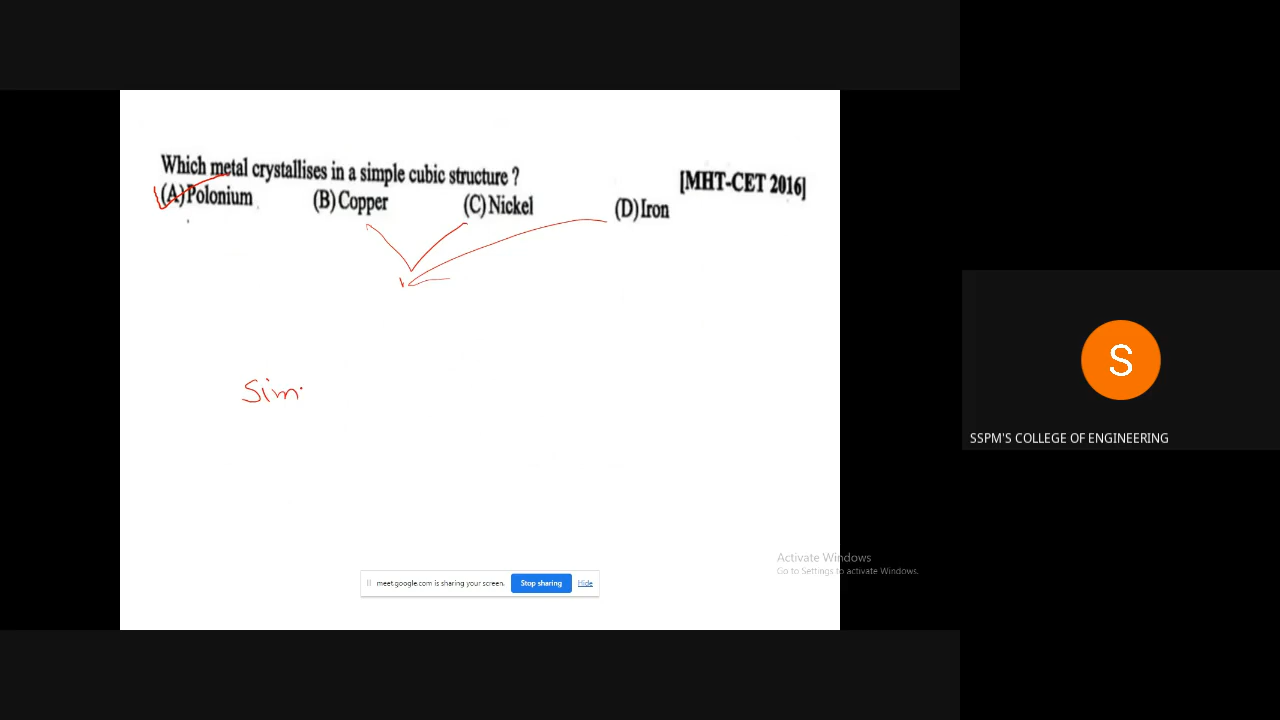 Which metal crystallises in a simple cubic structure ?
[MHT-CET 2016]
(A) Polonium (B) Copper (C) Nickel (D) Iron
Sim
S
SSPM'S COLLEGE OF ENGINEERING
Activate Windows
Go to Settings to activate Windows.
meet.google.com is sharing your screen. Stop sharing Hide